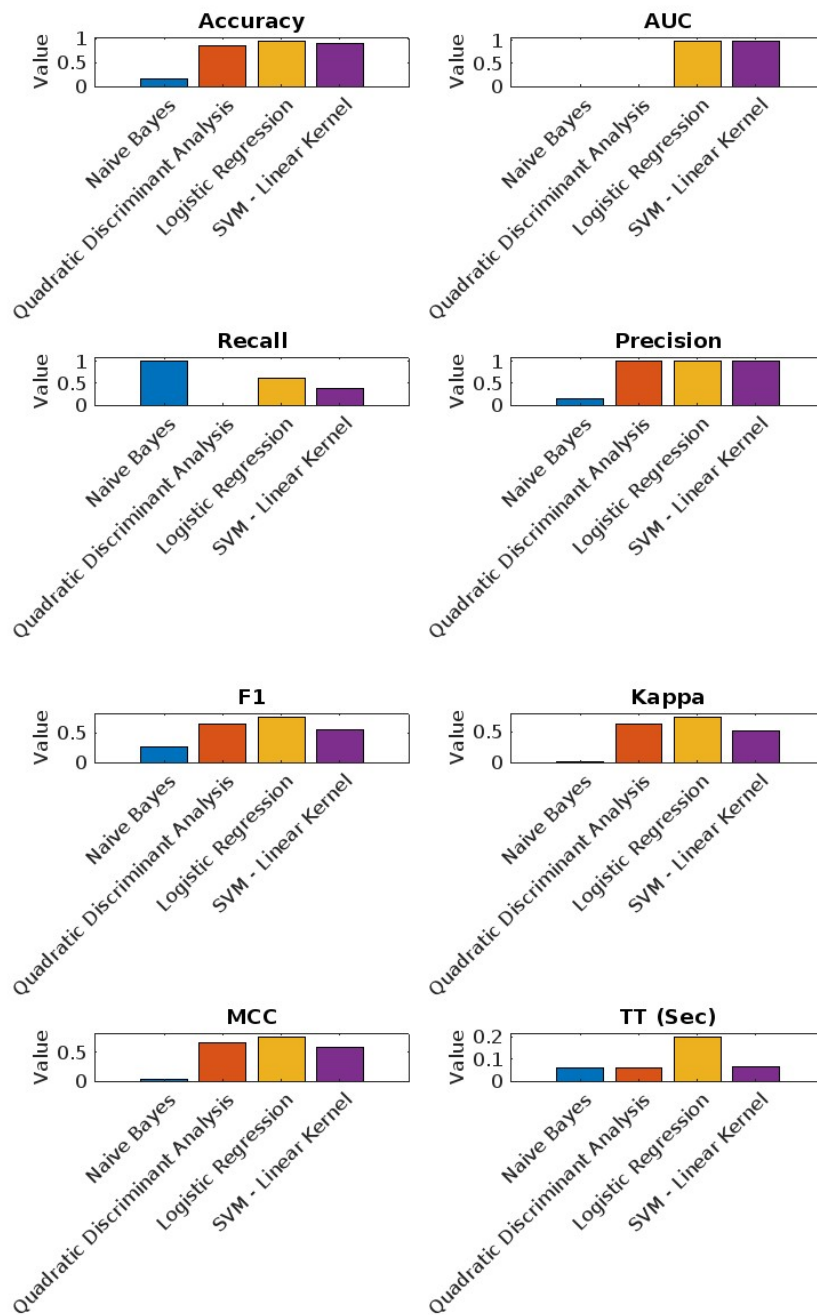 Accuracy
Value
1
0.5
0
Naive Bayes
Quadratic Discriminant Analysis
Logistic Regression
SVM - Linear Kernel
AUC
Value
1
0.5
0
Naive Bayes
Quadratic Discriminant Analysis
Logistic Regression
SVM - Linear Kernel
Recall
Value
1
0.5
0
Naive Bayes
Quadratic Discriminant Analysis
Logistic Regression
SVM - Linear Kernel
Precision
Value
1
0.5
0
Naive Bayes
Quadratic Discriminant Analysis
Logistic Regression
SVM - Linear Kernel
F1
Value
0.5
0
Naive Bayes
Quadratic Discriminant Analysis
Logistic Regression
SVM - Linear Kernel
Kappa
Value
0.5
0
Naive Bayes
Quadratic Discriminant Analysis
Logistic Regression
SVM - Linear Kernel
MCC
Value
0.5
0
Naive Bayes
Quadratic Discriminant Analysis
Logistic Regression
SVM - Linear Kernel
TT (Sec)
Value
0.2
0.1
0
Naive Bayes
Quadratic Discriminant Analysis
Logistic Regression
SVM - Linear Kernel